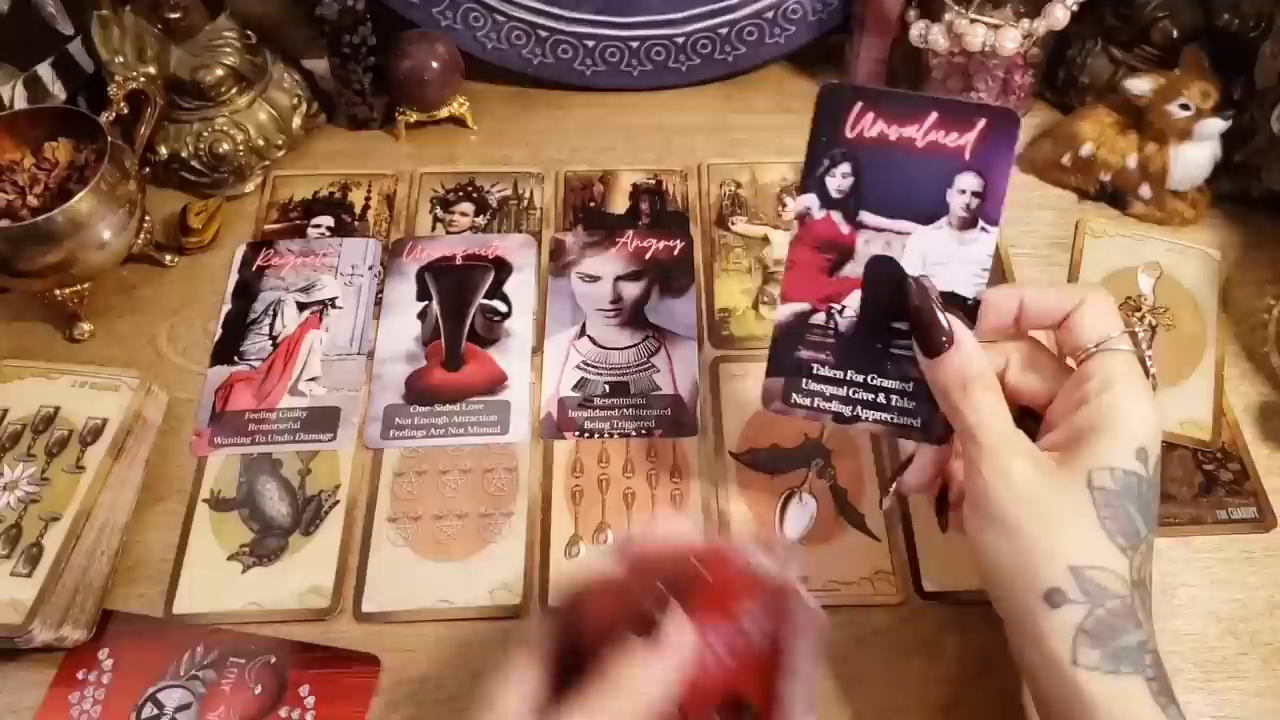 Unvalued
Taken For Granted
Unequal Give & Take
Not Feeling Appreciated
Regret
Feeling Guilty
Remorseful
Wanting To Undo Damage
One-Sided Love
Not Enough Attraction
Feelings Are Not Mutual
Angry
Resentment
Invalidated/Mistreated
Being Triggered
THE CHARIOT
Love